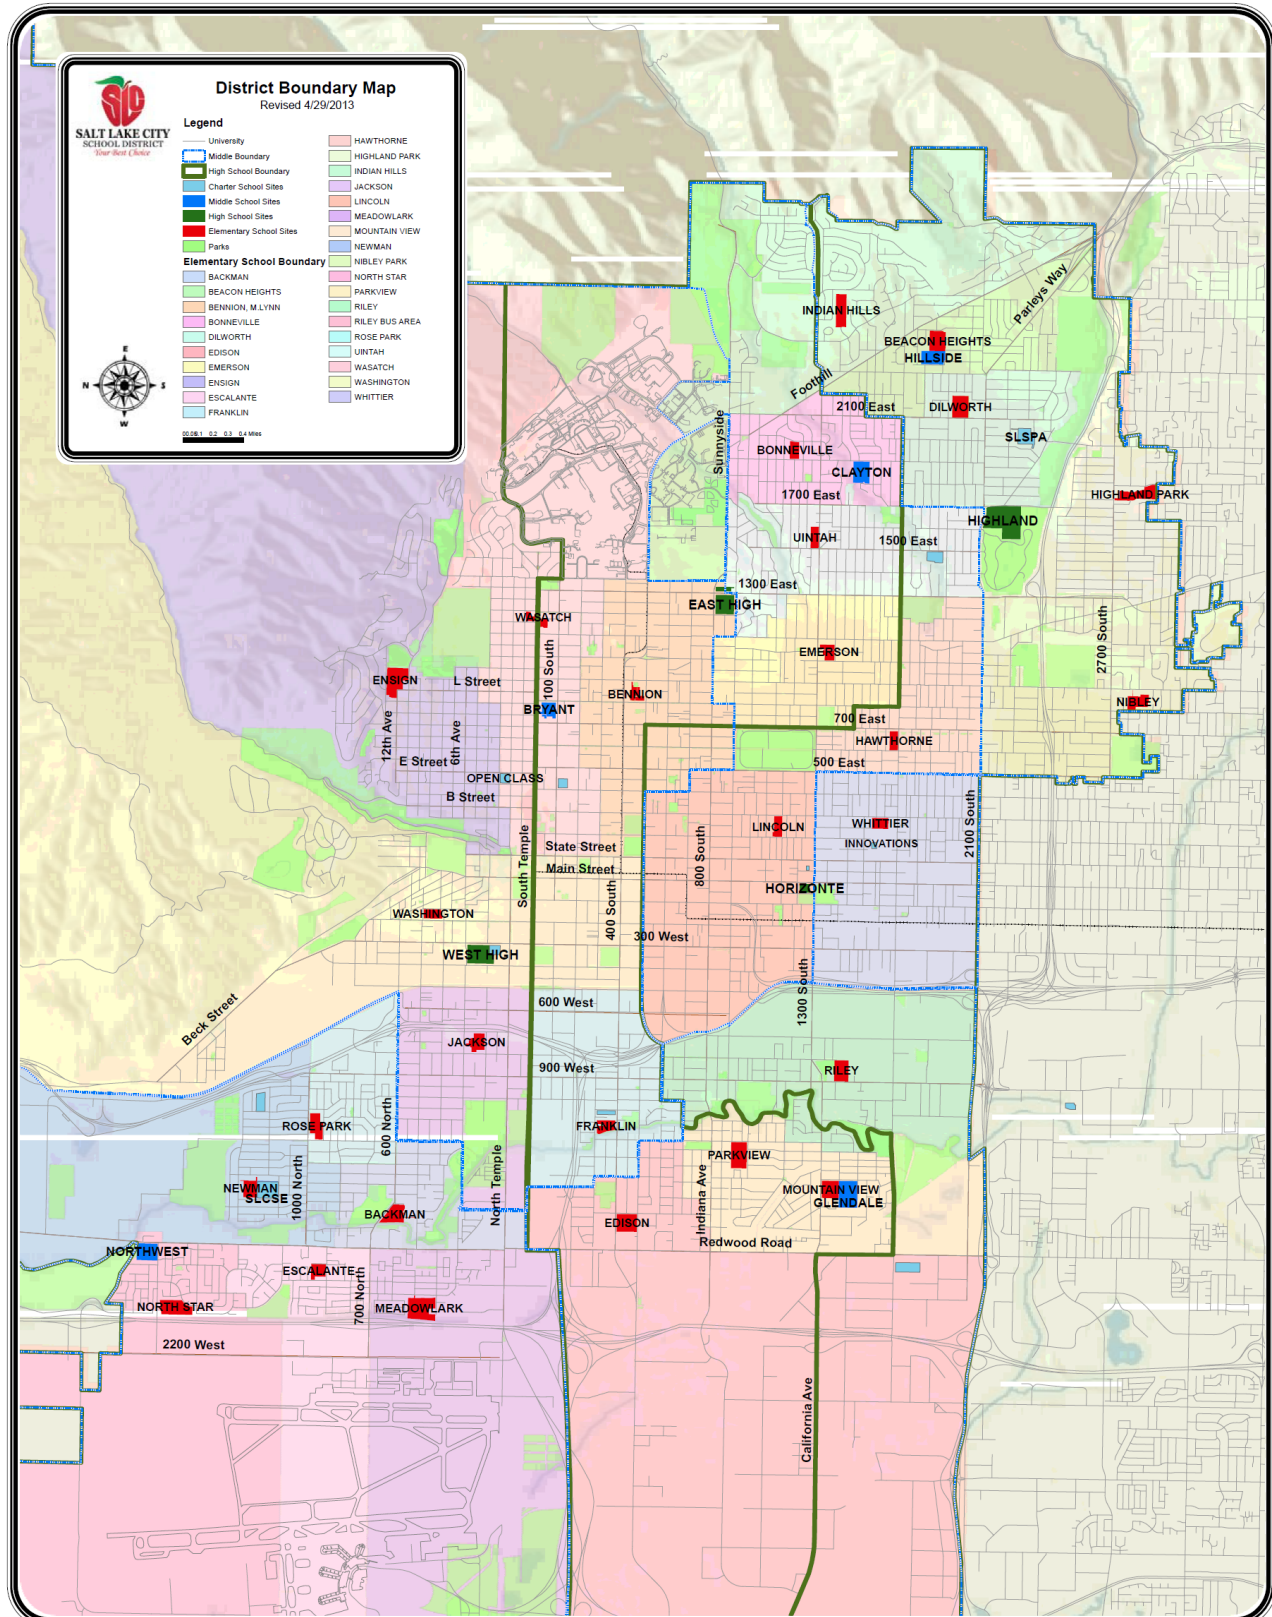 SLC
SALT LAKE CITY
SCHOOL DISTRICT
Your Best Choice
District Boundary Map
Revised 4/29/2013
Legend
University
Middle Boundary
High School Boundary
Charter School Sites
Middle School Sites
High School Sites
Elementary School Sites
Parks
Elementary School Boundary
BACKMAN
BEACON HEIGHTS
BENNION, M.LYNN
BONNEVILLE
DILWORTH
EDISON
EMERSON
ENSIGN
ESCALANTE
FRANKLIN
HAWTHORNE
HIGHLAND PARK
INDIAN HILLS
JACKSON
LINCOLN
MEADOWLARK
MOUNTAIN VIEW
NEWMAN
NIBLEY PARK
NORTH STAR
PARKVIEW
RILEY
RILEY BUS AREA
ROSE PARK
UINTAH
WASATCH
WASHINGTON
WHITTIER
E
N
S
W
0.2 0.3 0.4 Miles
Parleys Way
INDIAN HILLS
BEACON HEIGHTS
HILLSIDE
Foothill
2100 East
DILWORTH
Sunnyside
SLSPA
BONNEVILLE
CLAYTON
1700 East
HIGHLAND PARK
HIGHLAND
UINTAH
1500 East
1300 East
EAST HIGH
WASATCH
2700 South
EMERSON
100 South
ENSIGN
L Street
BENNION
NIBLEY
BRYANT
700 East
12th Ave
6th Ave
HAWTHORNE
E Street
500 East
OPEN CLASS
B Street
2100 South
LINCOLN
WHITTIER
INNOVATIONS
State Street
800 South
South Temple
Main Street
HORIZONTE
400 South
WASHINGTON
300 West
WEST HIGH
1300 South
600 West
Beck Street
JACKSON
900 West
RILEY
ROSE PARK
600 North
FRANKLIN
PARKVIEW
1000 North
NEWMAN
SLCSE
North Temple
Indiana Ave
MOUNTAIN VIEW
GLENDALE
BACKMAN
EDISON
Redwood Road
NORTHWEST
ESCALANTE
700 North
NORTH STAR
MEADOWLARK
2200 West
California Ave